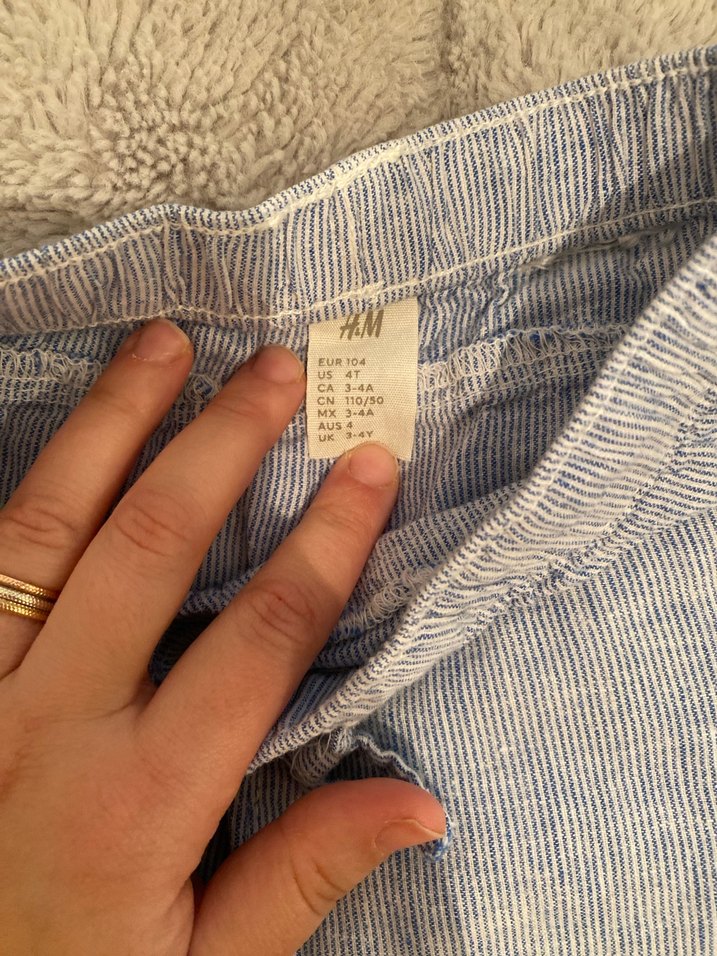 H&M
EUR 104
US 4T
CA 3-4A
CN 110/50
MX 3-4A
AUS 4
UK 3-4Y